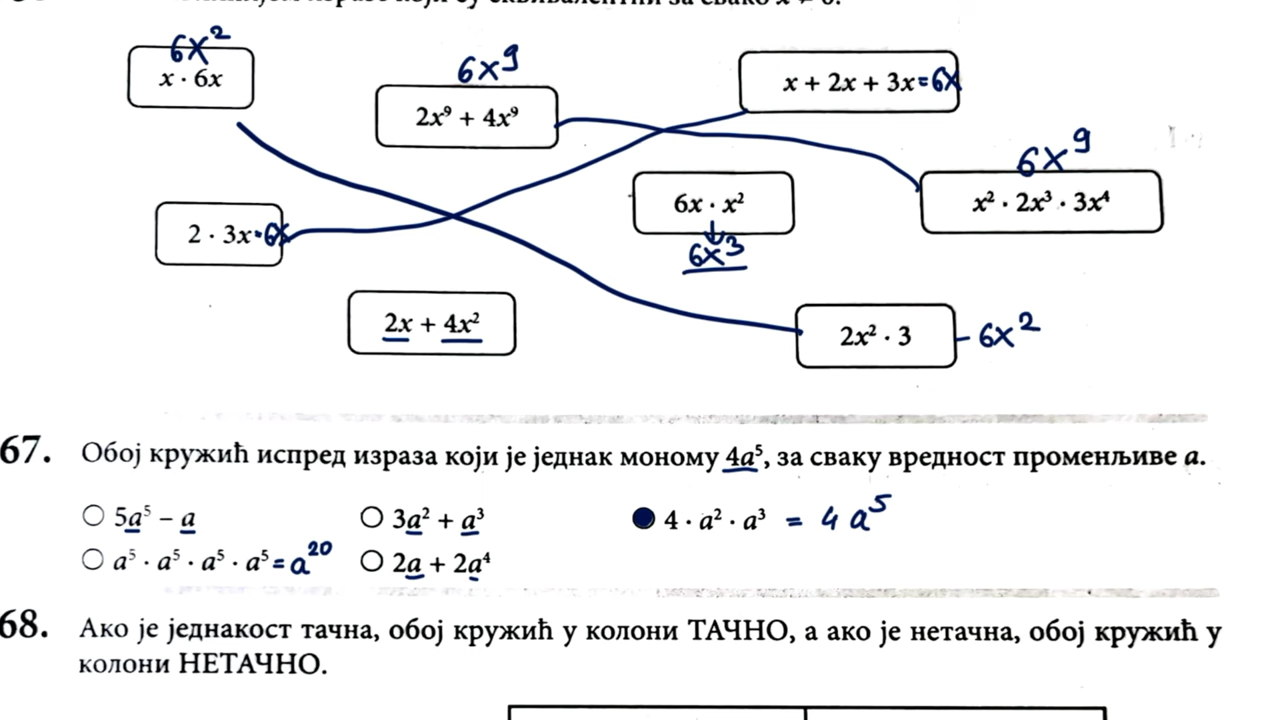 6x²
x · 6x
6x⁹
2x⁹ + 4x⁹
x + 2x + 3x = 6x
6x⁹
x² · 2x³ · 3x⁴
6x · x²
6x³
2 · 3x = 6x
2x + 4x²
2x² · 3 – 6x²
67. Обој кружић испред израза који је једнак моному 4a⁵, за сваку вредност променљиве a.
5a⁵ – a
3a² + a³
4 · a² · a³ = 4a⁵
a⁵ · a⁵ · a⁵ · a⁵ = a²⁰
2a + 2a⁴
68. Ако је једнакост тачна, обој кружић у колони ТАЧНО, а ако је нетачна, обој кружић у
колони НЕТАЧНО.